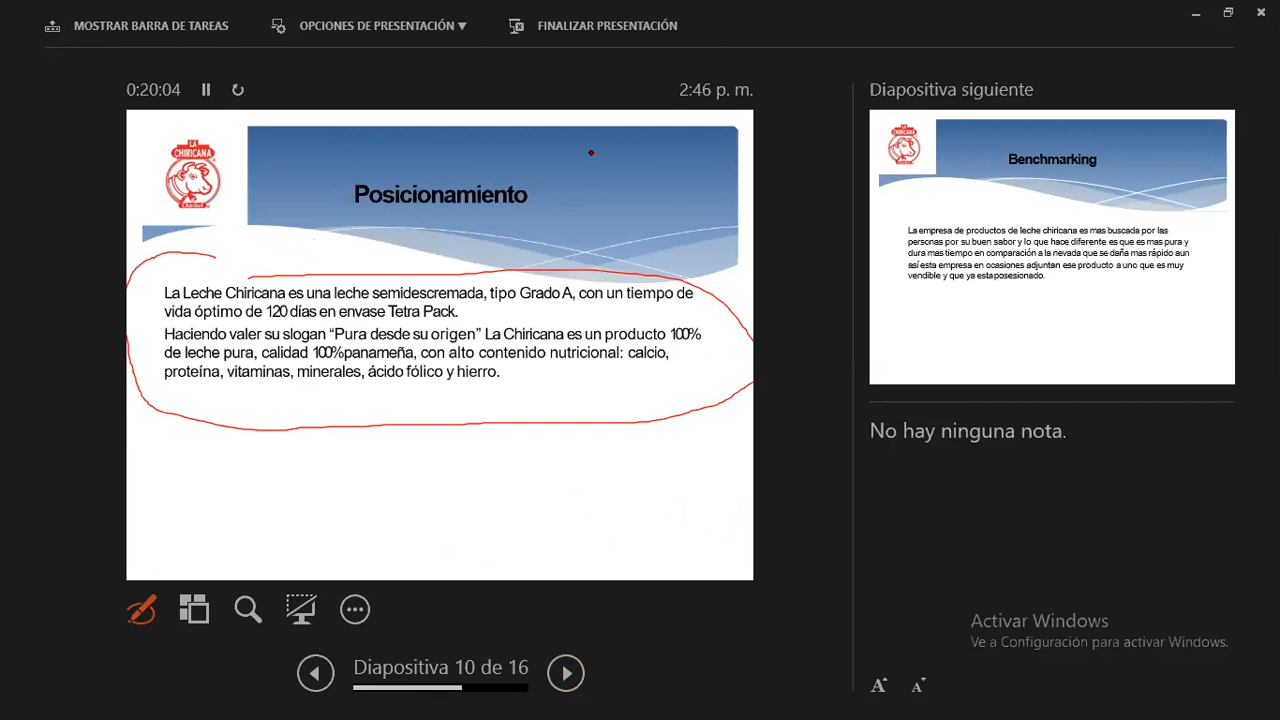 MOSTRAR BARRA DE TAREAS
OPCIONES DE PRESENTACIÓN ▼
FINALIZAR PRESENTACIÓN
0:20:04
2:46 p. m.
LA
CHIRICANA
Posicionamiento
La Leche Chiricana es una leche semidescremada, tipo Grado A, con un tiempo de
vida óptimo de 120 días en envase Tetra Pack.
Haciendo valer su slogan “Pura desde su origen” La Chiricana es un producto 100%
de leche pura, calidad 100%panameña, con alto contenido nutricional: calcio,
proteína, vitaminas, minerales, ácido fólico y hierro.
Diapositiva 10 de 16
Diapositiva siguiente
LA
CHIRICANA
Benchmarking
La empresa de productos de leche chiricana es mas buscada por las
personas por su buen sabor y lo que hace diferente es que es mas pura y
dura mas tiempo en comparación a la nevada que se daña mas rápido aun
así esta empresa en ocasiones adjuntan ese producto a uno que es muy
vendible y que ya esta posesionado.
No hay ninguna nota.
Activar Windows
Ve a Configuración para activar Windows.
A A